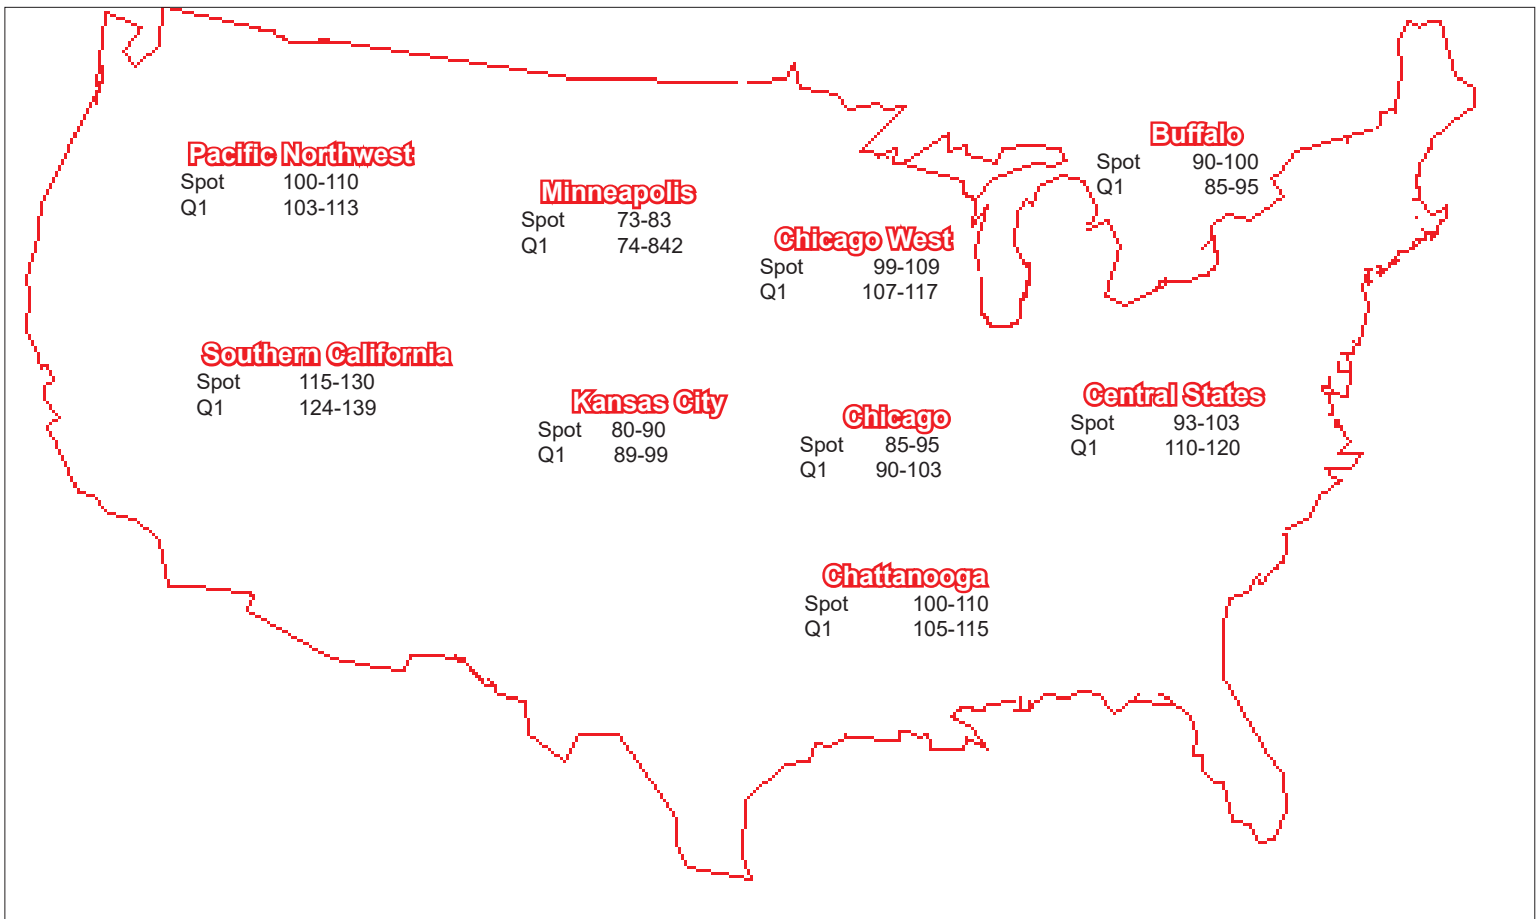 Pacific Northwest
Spot 100-110
Q1 103-113
Minneapolis
Spot 73-83
Q1 74-842
Chicago West
Spot 99-109
Q1 107-117
Buffalo
Spot 90-100
Q1 85-95
Southern California
Spot 115-130
Q1 124-139
Kansas City
Spot 80-90
Q1 89-99
Chicago
Spot 85-95
Q1 90-103
Central States
Spot 93-103
Q1 110-120
Chattanooga
Spot 100-110
Q1 105-115